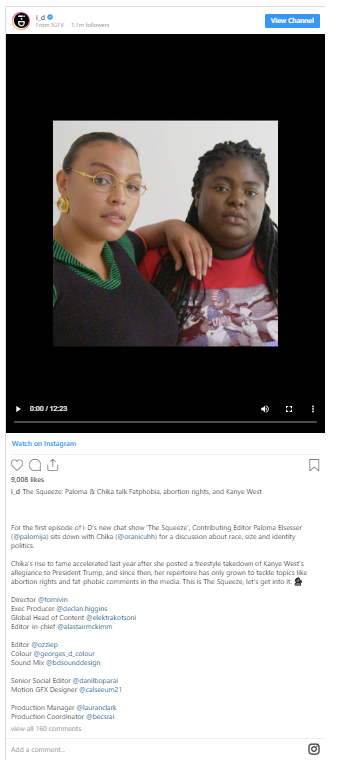 i_d
From IGTV · 1.7m followers
View Channel
0:00 / 12:23
Watch on Instagram
9,008 likes
i_d The Squeeze: Paloma & Chika talk Fatphobia, abortion rights, and Kanye West
For the first episode of i-D's new chat show 'The Squeeze', Contributing Editor Paloma Elsesser
(@palomija) sits down with Chika (@oranicuhh) for a discussion about race, size and identity
politics.
Chika's rise to fame accelerated last year after she posted a freestyle takedown of Kanye West's
allegiance to President Trump, and since then, her repertoire has only grown to tackle topics like
abortion rights and fat-phobic comments in the media. This is The Squeeze, let's get into it.
Director @tomivin
Exec Producer @declan.higgins
Global Head of Content @elektrakotsoni
Editor-in-chief @alastairmckimm
Editor @ozziep
Colour @georges_d_colour
Sound Mix @bdsounddesign
Senior Social Editor @danilboparai
Motion GFX Designer @calseeum21
Production Manager @lauranclark
Production Coordinator @becsrai
view all 160 comments
Add a comment...